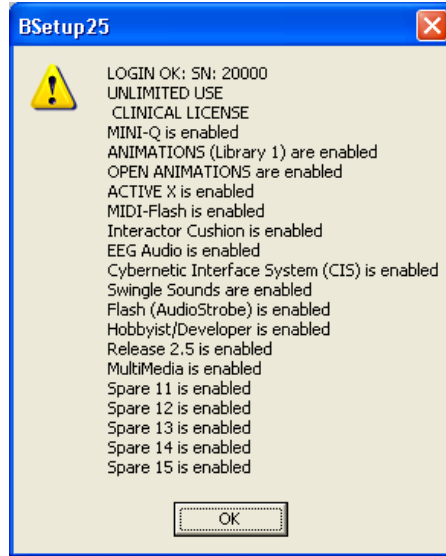 BSetup25
LOGIN OK: SN: 20000
UNLIMITED USE
CLINICAL LICENSE
MINI-Q is enabled
ANIMATIONS (Library 1) are enabled
OPEN ANIMATIONS are enabled
ACTIVE X is enabled
MIDI-Flash is enabled
Interactor Cushion is enabled
EEG Audio is enabled
Cybernetic Interface System (CIS) is enabled
Swingle Sounds are enabled
Flash (AudioStrobe) is enabled
Hobbyist/Developer is enabled
Release 2.5 is enabled
MultiMedia is enabled
Spare 11 is enabled
Spare 12 is enabled
Spare 13 is enabled
Spare 14 is enabled
Spare 15 is enabled
OK